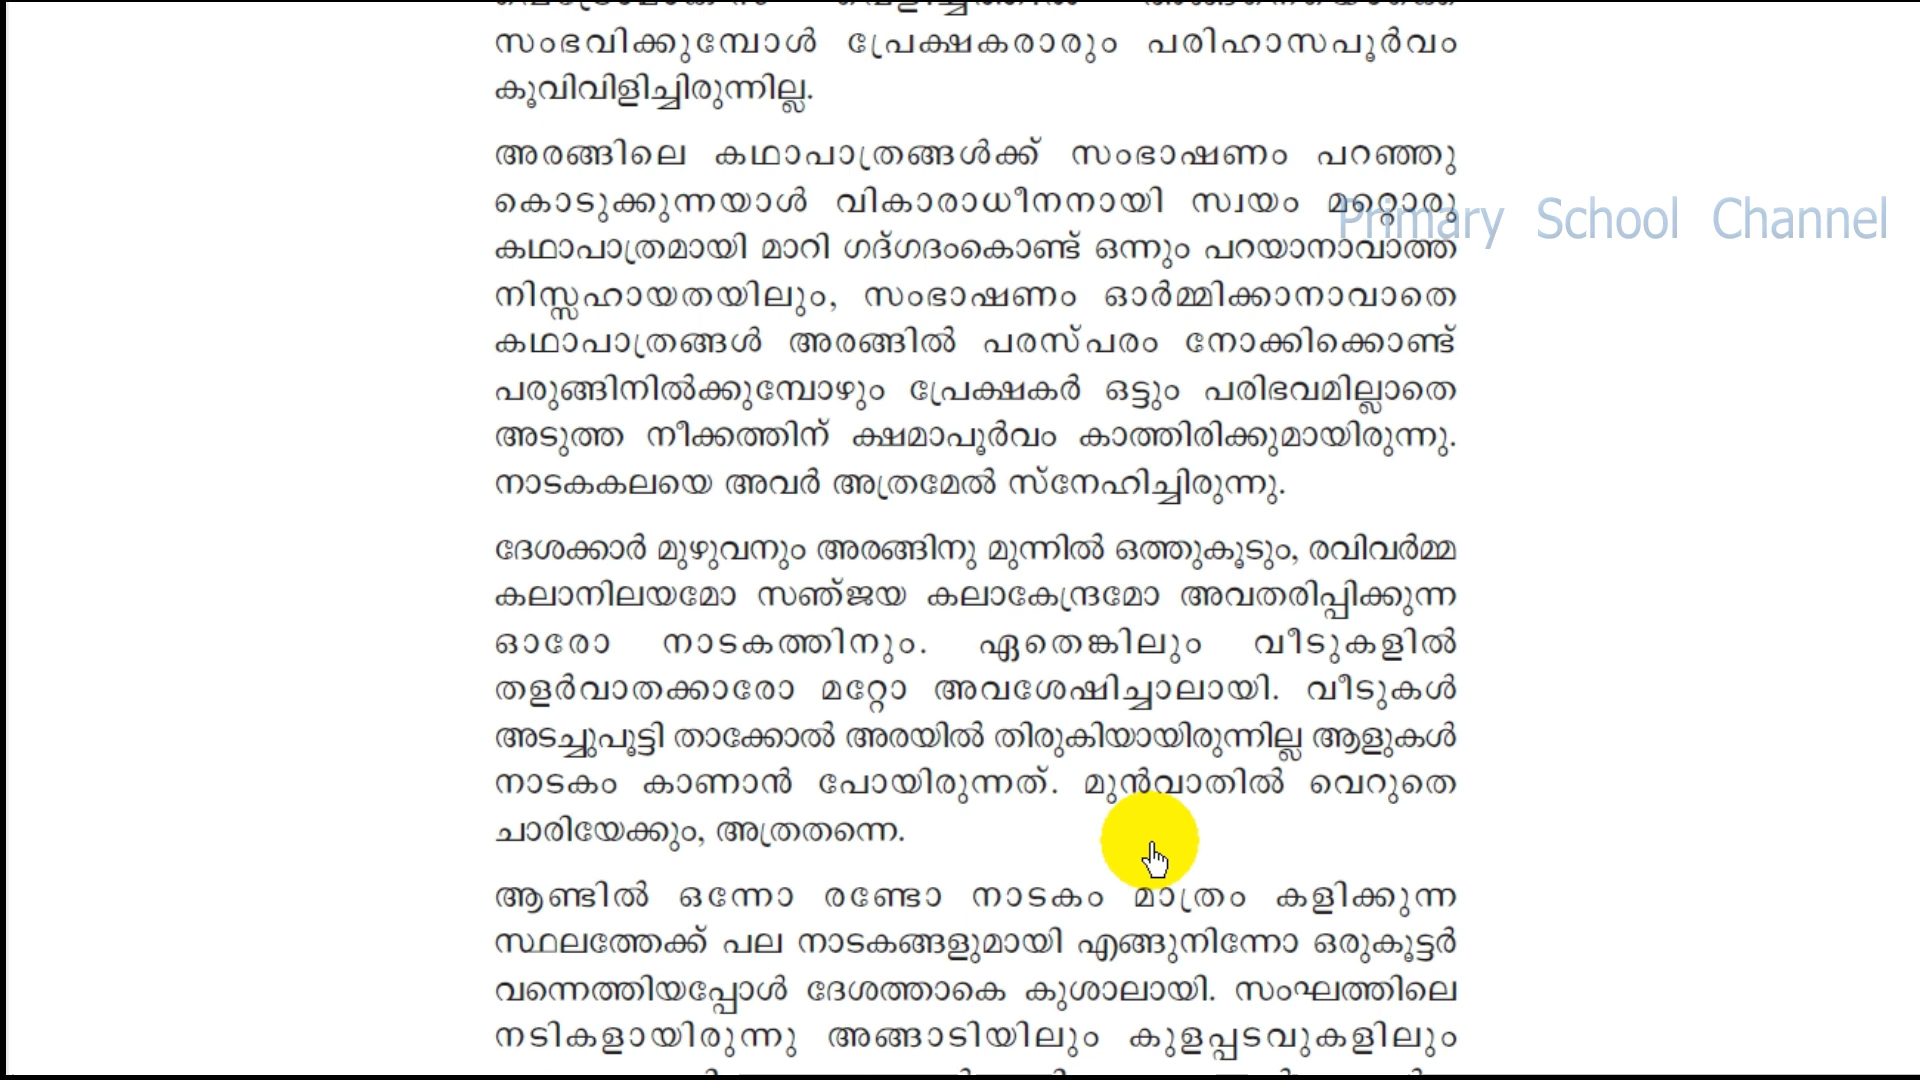 സംഭവിക്കുമ്പോൾ പ്രേക്ഷകരാരും പരിഹാസപൂർവം
കൂവിവിളിച്ചിരുന്നില്ല.
അരങ്ങിലെ കഥാപാത്രങ്ങൾക്ക് സംഭാഷണം പറഞ്ഞു
കൊടുക്കുന്നയാൾ വികാരാധീനനായി സ്വയം മറ്റൊരു
Primary School Channel
കഥാപാത്രമായി മാറി ഗദ്ഗദംകൊണ്ട് ഒന്നും പറയാനാവാത്ത
നിസ്സഹായതയിലും, സംഭാഷണം ഓർമ്മിക്കാനാവാതെ
കഥാപാത്രങ്ങൾ അരങ്ങിൽ പരസ്പരം നോക്കിക്കൊണ്ട്
പരുങ്ങിനിൽക്കുമ്പോഴും പ്രേക്ഷകർ ഒട്ടും പരിഭവമില്ലാതെ
അടുത്ത നീക്കത്തിന് ക്ഷമാപൂർവം കാത്തിരിക്കുമായിരുന്നു.
നാടകകലയെ അവർ അത്രമേൽ സ്നേഹിച്ചിരുന്നു.
ദേശക്കാർ മുഴുവനും അരങ്ങിനു മുന്നിൽ ഒത്തുകൂടും, രവിവർമ്മ
കലാനിലയമോ സഞ്ജയ കലാകേന്ദ്രമോ അവതരിപ്പിക്കുന്ന
ഓരോ നാടകത്തിനും. ഏതെങ്കിലും വീടുകളിൽ
തളർവാതക്കാരോ മറ്റോ അവശേഷിച്ചാലായി. വീടുകൾ
അടച്ചുപൂട്ടി താക്കോൽ അരയിൽ തിരുകിയായിരുന്നില്ല ആളുകൾ
നാടകം കാണാൻ പോയിരുന്നത്. മുൻവാതിൽ വെറുതെ
ചാരിയേക്കും, അത്രതന്നെ.
ആണ്ടിൽ ഒന്നോ രണ്ടോ നാടകം മാത്രം കളിക്കുന്ന
സ്ഥലത്തേക്ക് പല നാടകങ്ങളുമായി എങ്ങുനിന്നോ ഒരുകൂട്ടർ
വന്നെത്തിയപ്പോൾ ദേശത്താകെ കുശാലായി. സംഘത്തിലെ
നടികളായിരുന്നു അങ്ങാടിയിലും കുളപ്പടവുകളിലും